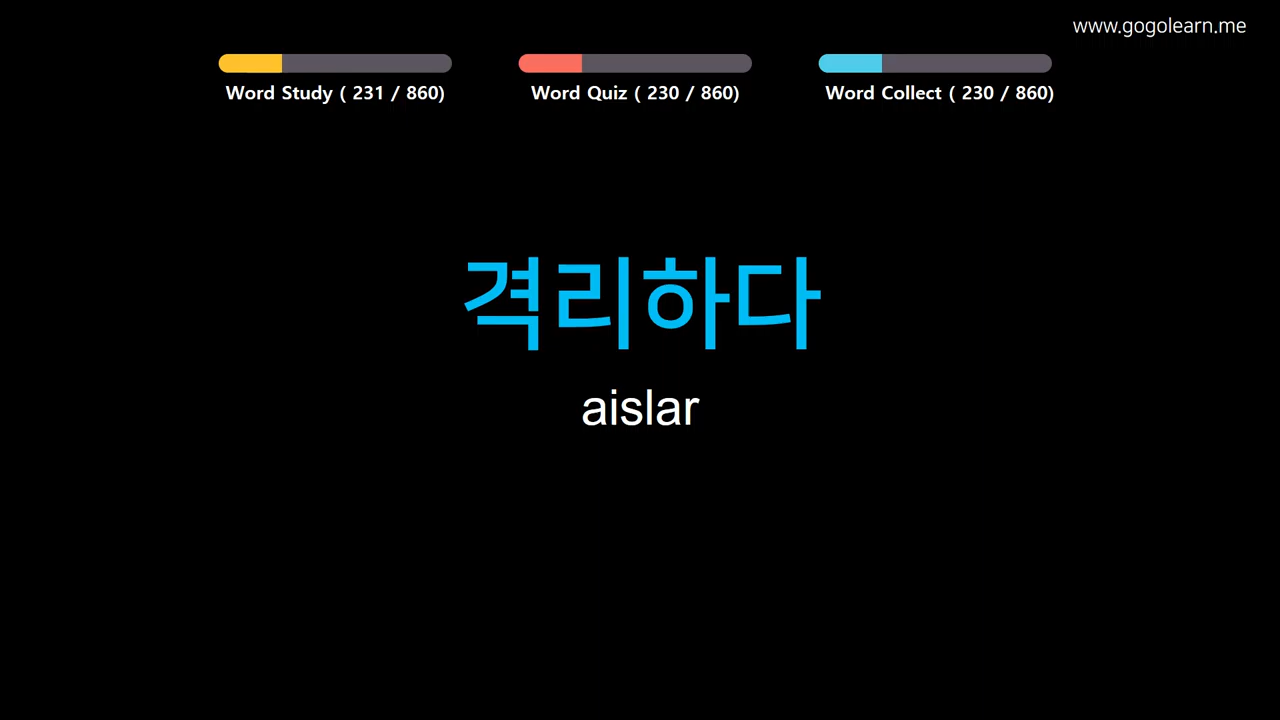 www.gogolearn.me
Word Study ( 231 / 860)
Word Quiz ( 230 / 860)
Word Collect ( 230 / 860)
격리하다
aislar